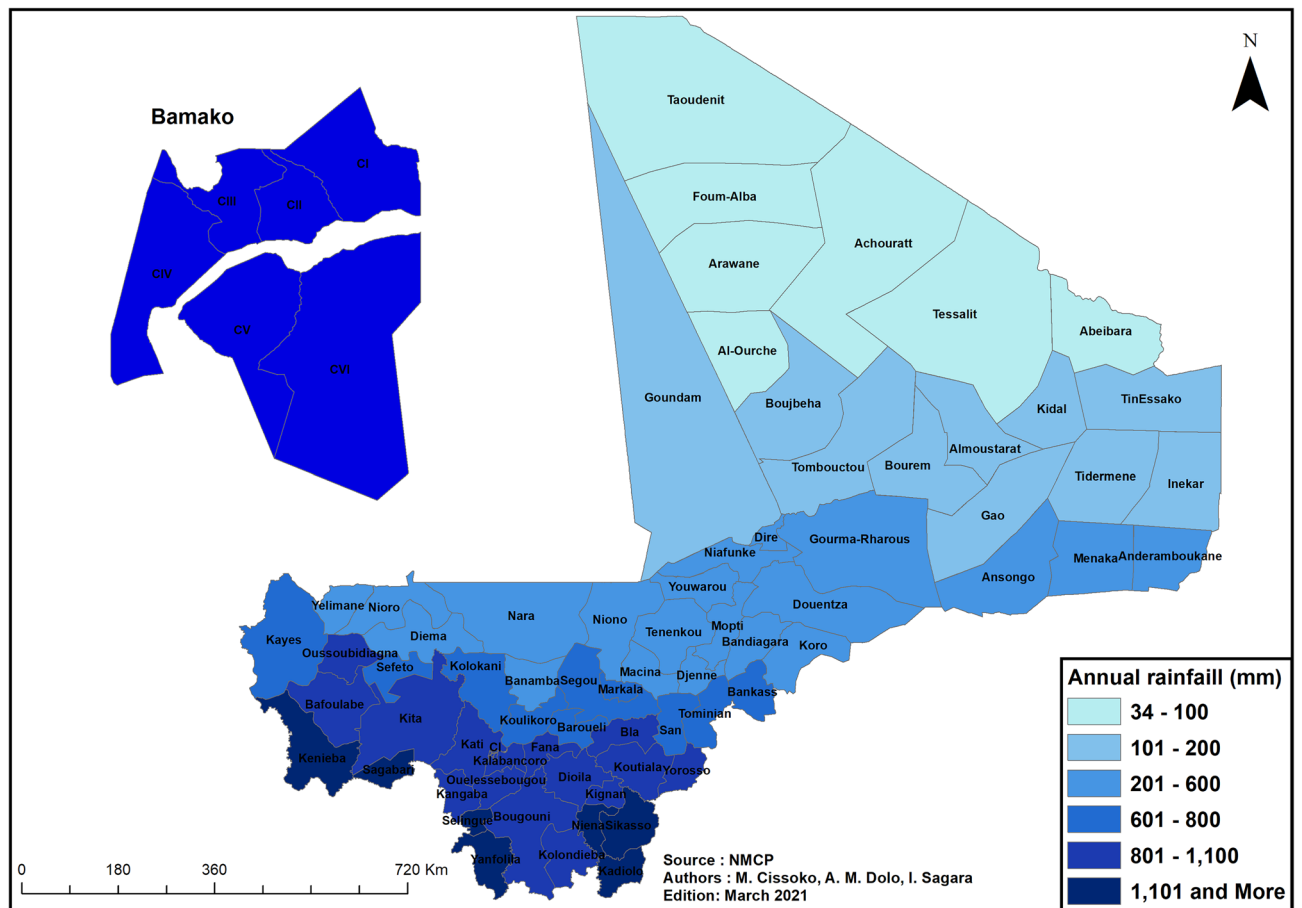 N
Bamako
Taoudenit
CI
CIII
CII
Foum-Alba
Achouratt
Arawane
CIV
Tessalit
CV
Abeibara
Al-Ourche
CVI
Goundam
Boujbeha
Kidal
TinEssako
Almoustarat
Tombouctou
Bourem
Tidermene
Inekar
Gao
Dire
Gourma-Rharous
Niafunke
Menaka
Anderamboukane
Ansongo
Youwarou
Yelimane
Nioro
Douentza
Nara
Niono
Mopti
Tenenkou
Diema
Kayes
Bandiagara
Koro
Oussoubidiagna
Sefeto
Kolokani
Macina
Djenne
Banamba
Segou
Markala
Bankass
Bafoulabe
Kita
Koulikoro
Tominian
Baroueli
San
Bla
Kati
CI
Fana
Kenieba
Kalabancoro
Sagabari
Koutiala
Yorosso
Ouelessebougou
Dioila
Kangaba
Kignan
Selingue
Bougouni
Niena
Sikasso
Yanfolila
Kolondieba
Kadiolo
Annual rainfaill (mm)
34 - 100
101 - 200
201 - 600
601 - 800
801 - 1,100
1,101 and More
0 180 360 720 Km
Source : NMCP
Authors : M. Cissoko, A. M. Dolo, I. Sagara
Edition: March 2021